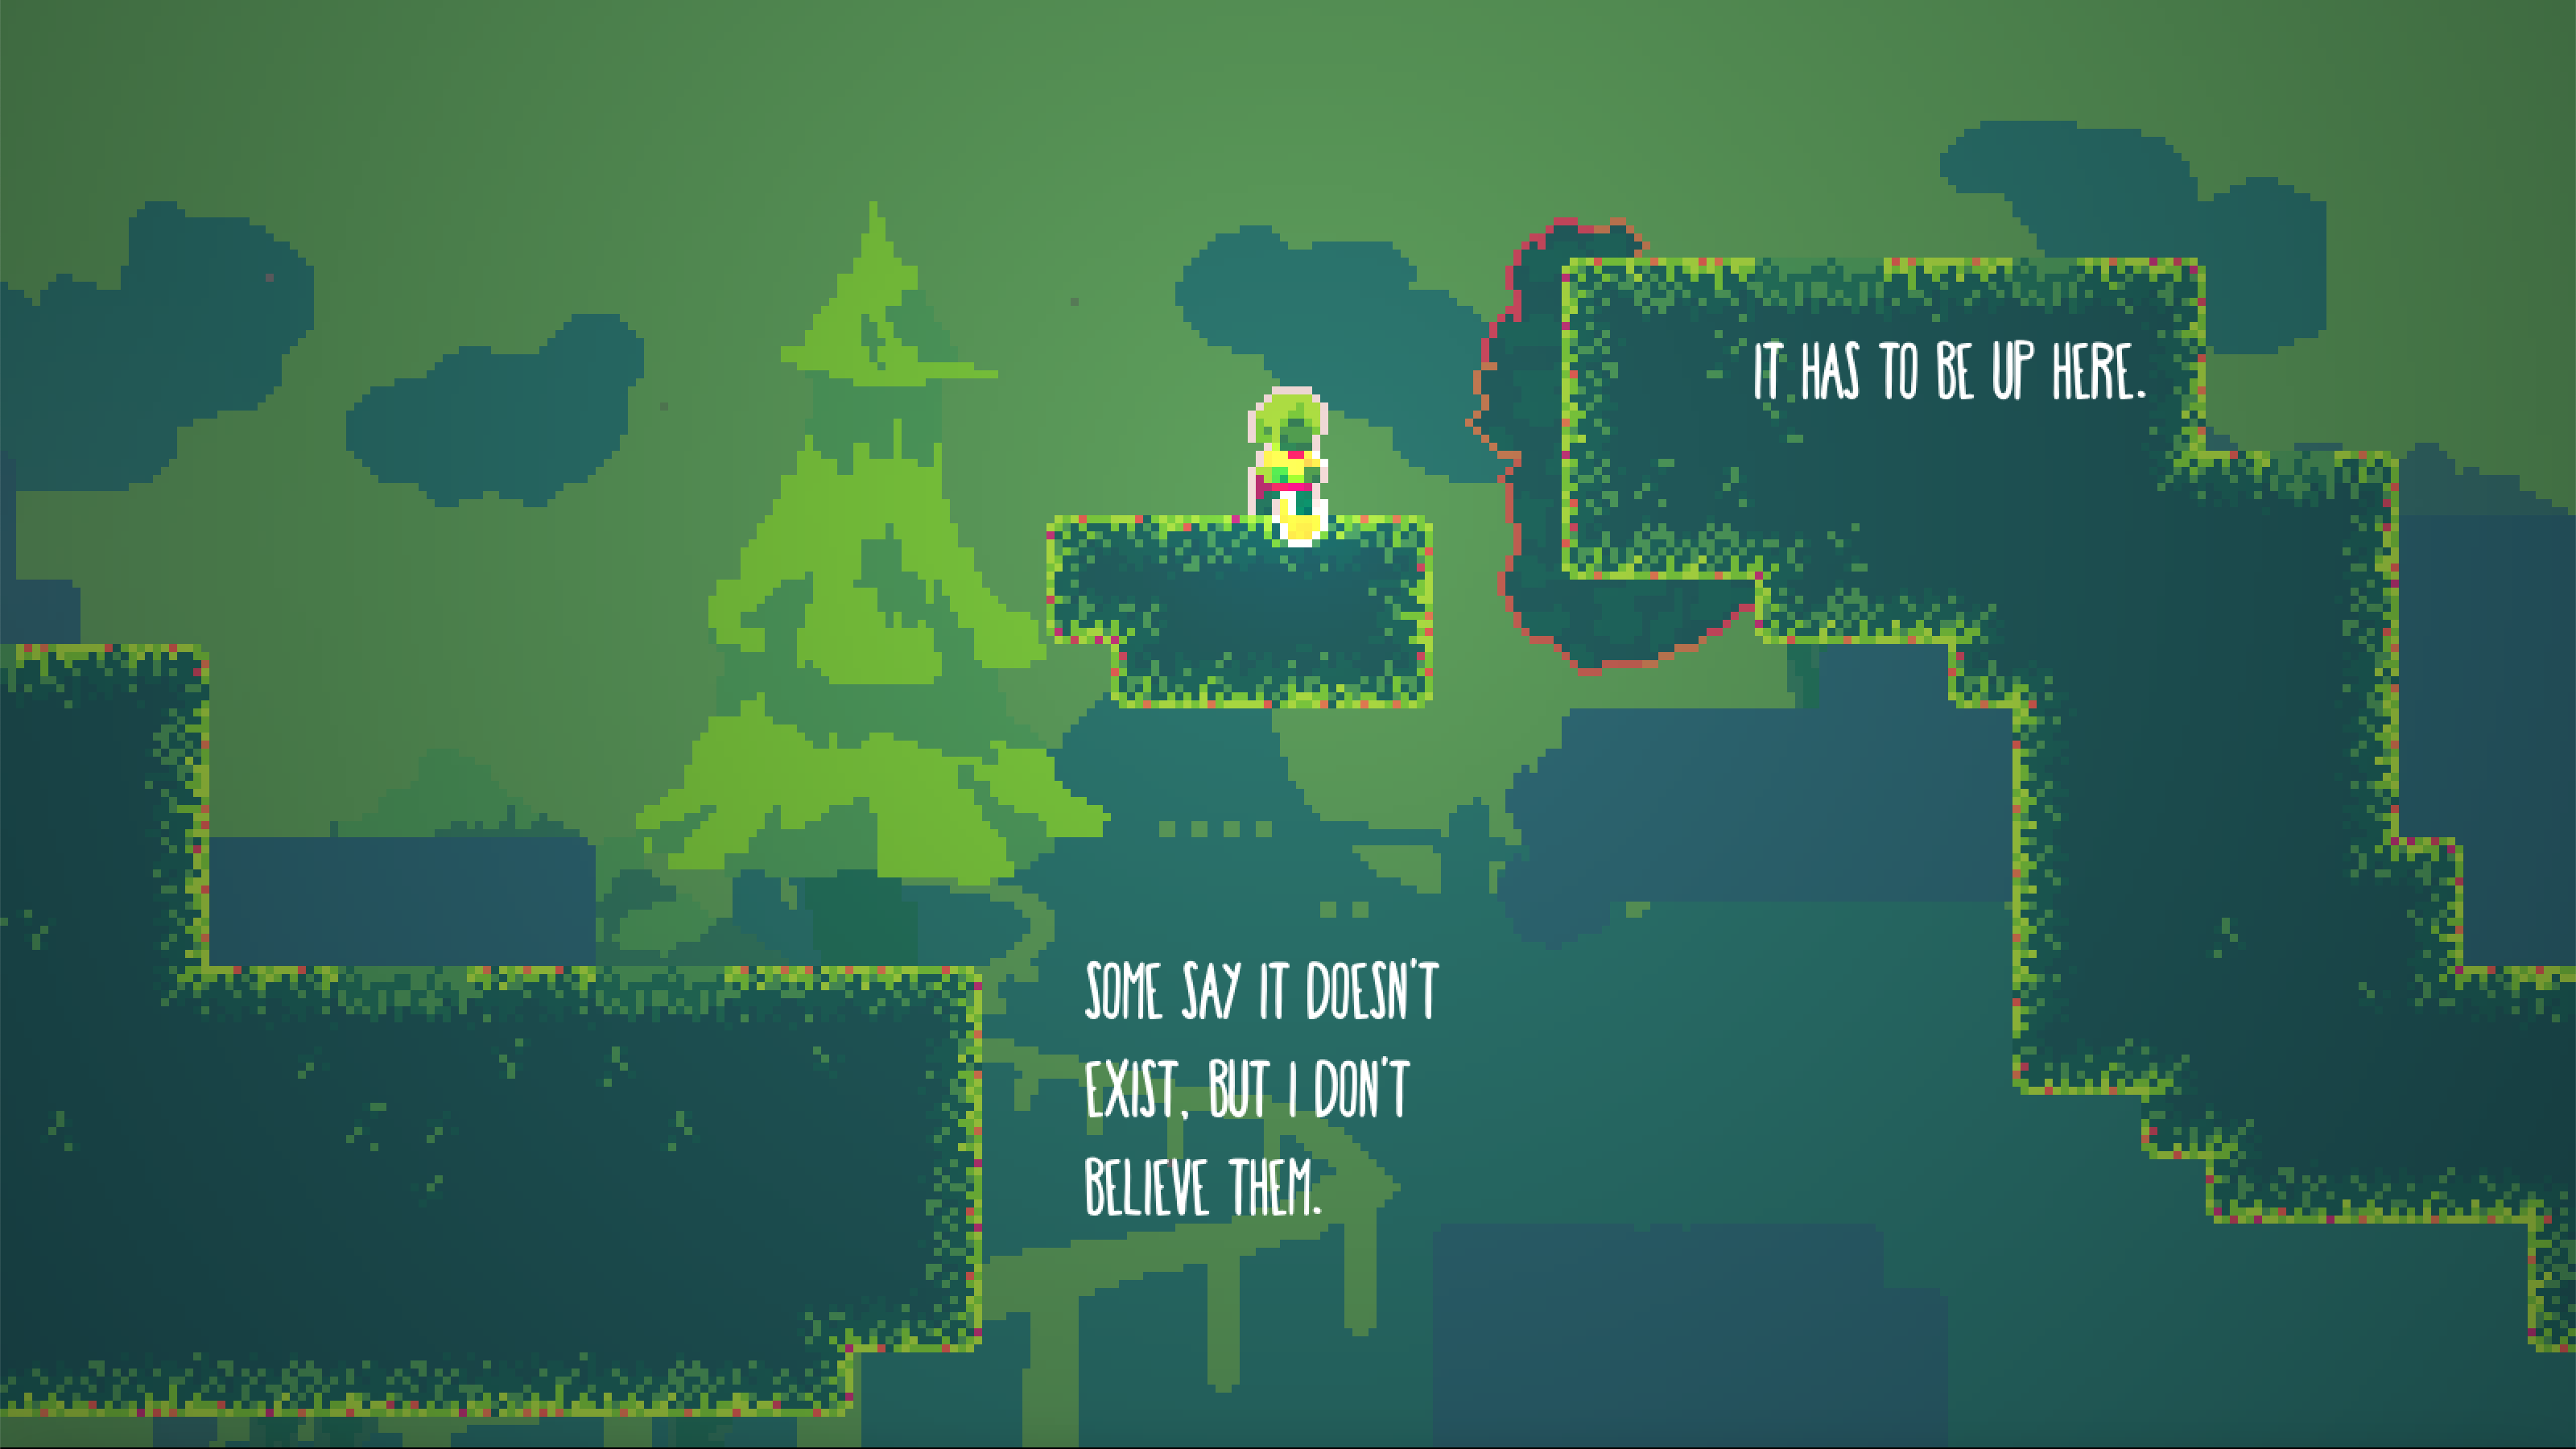 IT HAS TO BE UP HERE.
SOME SAY IT DOESN'T
EXIST, BUT I DON'T
BELIEVE THEM.